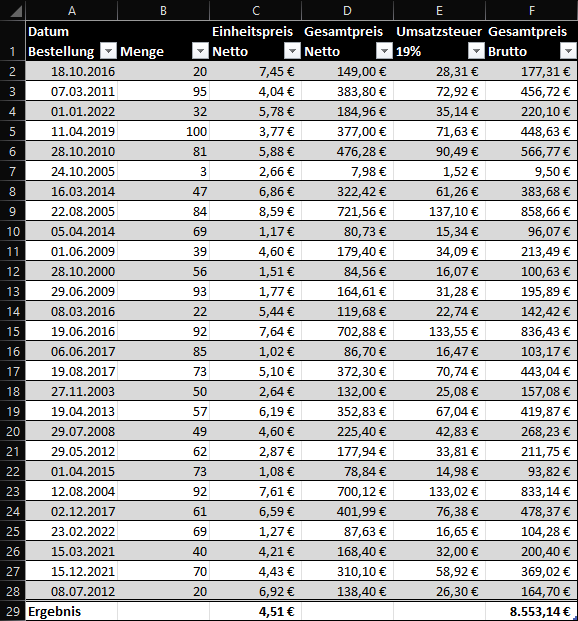 A B C D E F
Datum Einheitspreis Gesamtpreis Umsatzsteuer Gesamtpreis
1 Bestellung Menge Netto Netto 19% Brutto
2 18.10.2016 20 7,45 € 149,00 € 28,31 € 177,31 €
3 07.03.2011 95 4,04 € 383,80 € 72,92 € 456,72 €
4 01.01.2022 32 5,78 € 184,96 € 35,14 € 220,10 €
5 11.04.2019 100 3,77 € 377,00 € 71,63 € 448,63 €
6 28.10.2010 81 5,88 € 476,28 € 90,49 € 566,77 €
7 24.10.2005 3 2,66 € 7,98 € 1,52 € 9,50 €
8 16.03.2014 47 6,86 € 322,42 € 61,26 € 383,68 €
9 22.08.2005 84 8,59 € 721,56 € 137,10 € 858,66 €
10 05.04.2014 69 1,17 € 80,73 € 15,34 € 96,07 €
11 01.06.2009 39 4,60 € 179,40 € 34,09 € 213,49 €
12 28.10.2000 56 1,51 € 84,56 € 16,07 € 100,63 €
13 29.06.2009 93 1,77 € 164,61 € 31,28 € 195,89 €
14 08.03.2016 22 5,44 € 119,68 € 22,74 € 142,42 €
15 19.06.2016 92 7,64 € 702,88 € 133,55 € 836,43 €
16 06.06.2017 85 1,02 € 86,70 € 16,47 € 103,17 €
17 19.08.2017 73 5,10 € 372,30 € 70,74 € 443,04 €
18 27.11.2003 50 2,64 € 132,00 € 25,08 € 157,08 €
19 19.04.2013 57 6,19 € 352,83 € 67,04 € 419,87 €
20 29.07.2008 49 4,60 € 225,40 € 42,83 € 268,23 €
21 29.05.2012 62 2,87 € 177,94 € 33,81 € 211,75 €
22 01.04.2015 73 1,08 € 78,84 € 14,98 € 93,82 €
23 12.08.2004 92 7,61 € 700,12 € 133,02 € 833,14 €
24 02.12.2017 61 6,59 € 401,99 € 76,38 € 478,37 €
25 23.02.2022 69 1,27 € 87,63 € 16,65 € 104,28 €
26 15.03.2021 40 4,21 € 168,40 € 32,00 € 200,40 €
27 15.12.2021 70 4,43 € 310,10 € 58,92 € 369,02 €
28 08.07.2012 20 6,92 € 138,40 € 26,30 € 164,70 €
29 Ergebnis 4,51 € 8.553,14 €